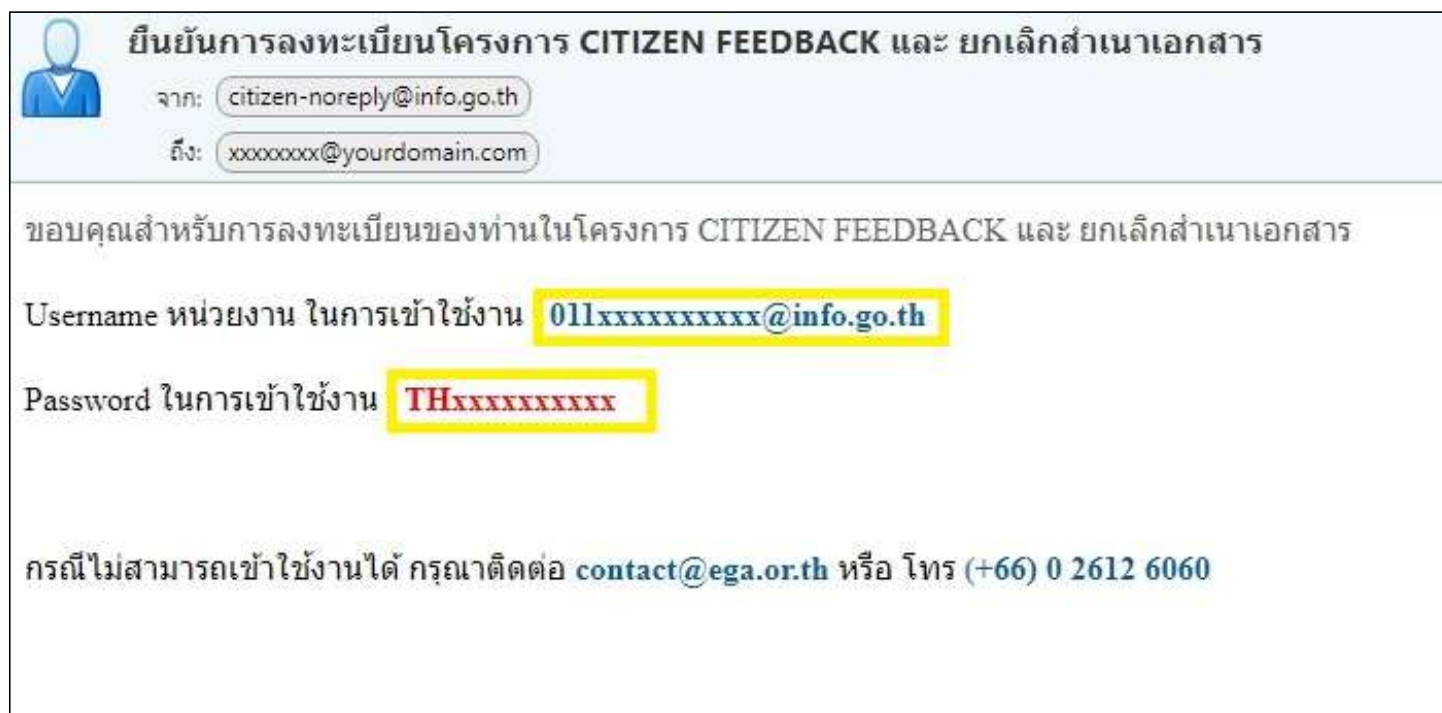 ยืนยันการลงทะเบียนโครงการ CITIZEN FEEDBACK และ ยกเลิกสำเนาเอกสาร
จาก: citizen-noreply@info.go.th
ถึง: xxxxxxxx@yourdomain.com
ขอบคุณสำหรับการลงทะเบียนของท่านในโครงการ CITIZEN FEEDBACK และ ยกเลิกสำเนาเอกสาร
Username หน่วยงาน ในการเข้าใช้งาน 011xxxxxxxxxx@info.go.th
Password ในการเข้าใช้งาน THxxxxxxxxxx
กรณีไม่สามารถเข้าใช้งานได้ กรุณาติดต่อ contact@ega.or.th หรือ โทร (+66) 0 2612 6060